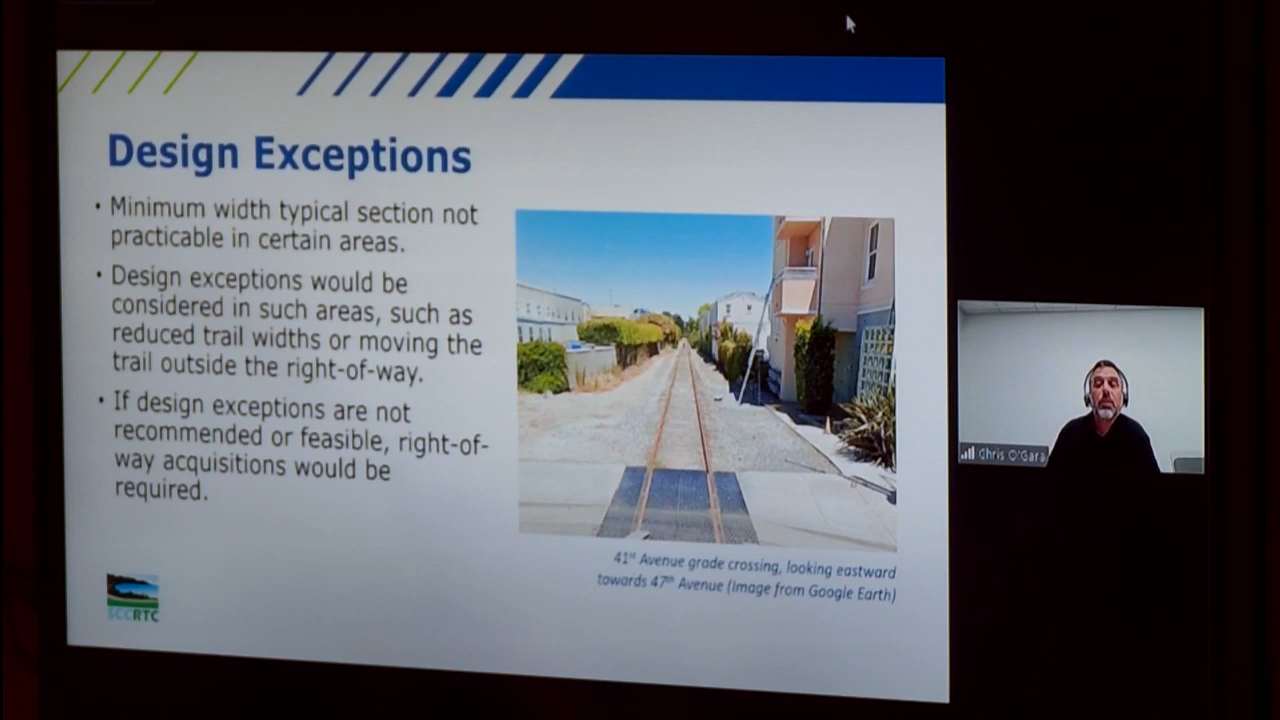 Design Exceptions
• Minimum width typical section not
practicable in certain areas.
• Design exceptions would be
considered in such areas, such as
reduced trail widths or moving the
trail outside the right-of-way.
• If design exceptions are not
recommended or feasible, right-of-
way acquisitions would be
required.
41st Avenue grade crossing, looking eastward
towards 47th Avenue (Image from Google Earth)
SCCRTC
Chris O'Gara